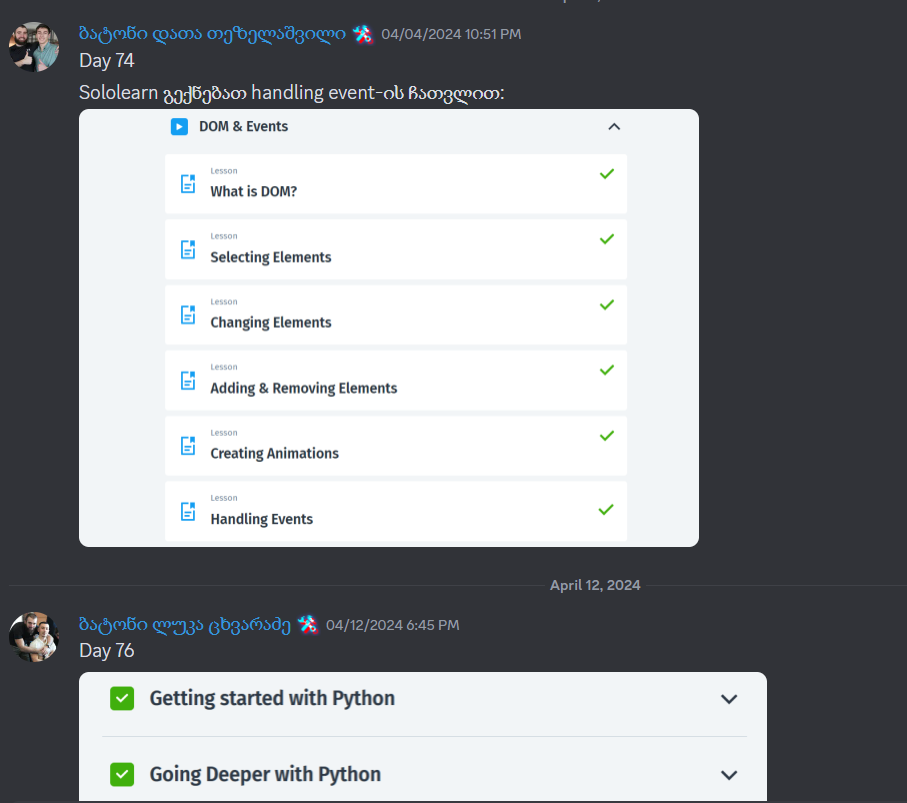 ბატონი დათა თეზელაშვილი 04/04/2024 10:51 PM
Day 74
Sololearn გექნებათ handling event-ის ჩათვლით:
DOM & Events
Lesson
What is DOM?
Lesson
Selecting Elements
Lesson
Changing Elements
Lesson
Adding & Removing Elements
Lesson
Creating Animations
Lesson
Handling Events
April 12, 2024
ბატონი ლუკა ცხვარაძე 04/12/2024 6:45 PM
Day 76
Getting started with Python
Going Deeper with Python